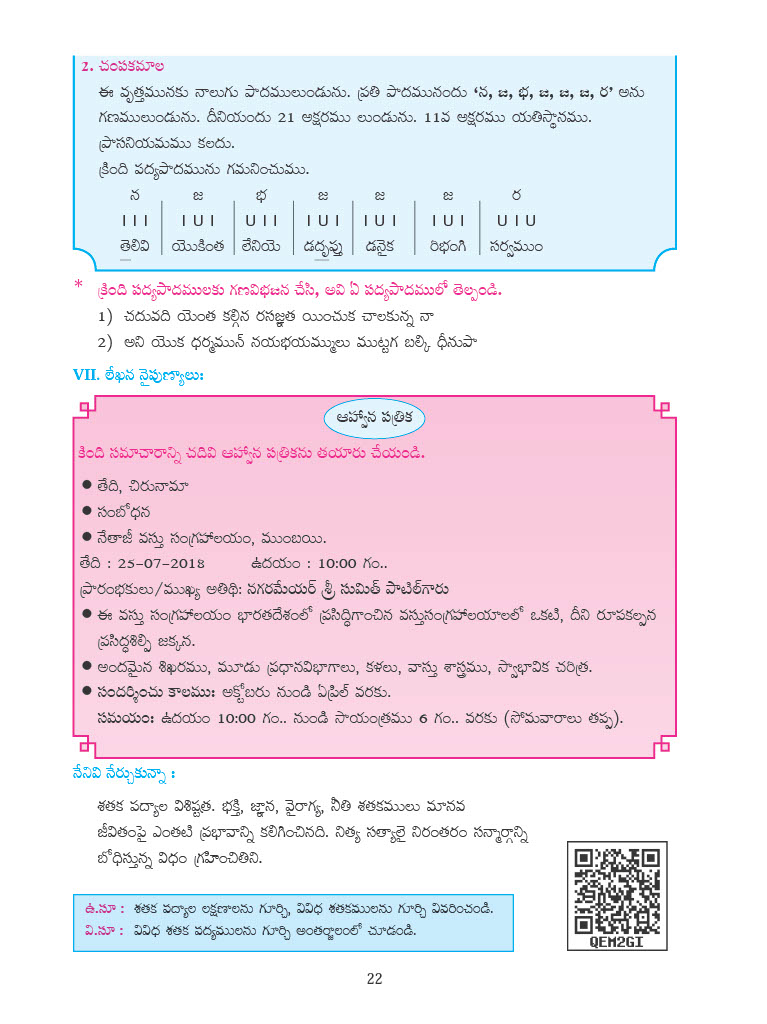 2. చంపకమాల
ఈ వృత్తమునకు నాలుగు పాదములుండును. ప్రతి పాదమునందు ‘న, జ, భ, జ, జ, జ, ర’ అను
గణములుండును. దీనియందు 21 అక్షరము లుండును. 11వ అక్షరము యతిస్థానము.
ప్రాసనియమము కలదు.
క్రింది పద్యపాదమును గమనించుము.
న జ భ జ జ జ ర
I I I I U I U I I I U I I U I I U I U I U
తెలివి యొకింత లేనియె డదృప్తు డనైక రిభంగి సర్వముం
* క్రింది పద్యపాదములకు గణవిభజన చేసి, అవి ఏ పద్యపాదములో తెల్పండి.
1) చదువది యెంత కల్గిన రసజ్ఞత యించుక చాలకున్న నా
2) అని యొక ధర్మమున్ నయభయమ్ములు ముట్టగ బల్కి ధీనుపా
VII. లేఖన నైపుణ్యాలు:
ఆహ్వాన పత్రిక
కింది సమాచారాన్ని చదివి ఆహ్వాన పత్రికను తయారు చేయండి.
● తేది, చిరునామా
● సంబోధన
● నేతాజీ వస్తు సంగ్రహాలయం, ముంబయి.
తేది : 25-07-2018 ఉదయం : 10:00 గం..
ప్రారంభకులు/ముఖ్య అతిథి: నగరమేయర్ శ్రీ సుమిత్ పాటిల్‌గారు
● ఈ వస్తు సంగ్రహాలయం భారతదేశంలో ప్రసిద్ధిగాంచిన వస్తుసంగ్రహాలయాలలో ఒకటి, దీని రూపకల్పన
ప్రసిద్ధశిల్పి జక్కన.
● అందమైన శిఖరము, మూడు ప్రధానవిభాగాలు, కళలు, వాస్తు శాస్త్రము, స్వాభావిక చరిత్ర.
● సందర్శించు కాలము: అక్టోబరు నుండి ఏప్రిల్ వరకు.
సమయం: ఉదయం 10:00 గం.. నుండి సాయంత్రము 6 గం.. వరకు (సోమవారాలు తప్ప).
నేనివి నేర్చుకున్నా :
శతక పద్యాల విశిష్టత. భక్తి, జ్ఞాన, వైరాగ్య, నీతి శతకములు మానవ
జీవితంపై ఎంతటి ప్రభావాన్ని కలిగించినది. నిత్య సత్యాలై నిరంతరం సన్మార్గాన్ని
బోధిస్తున్న విధం గ్రహించితిని.
ఉ.సూ : శతక పద్యాల లక్షణాలను గూర్చి, వివిధ శతకములను గూర్చి వివరించండి.
వి.సూ : వివిధ శతక పద్యములను గూర్చి అంతర్జాలంలో చూడండి.
QEM2GI
22